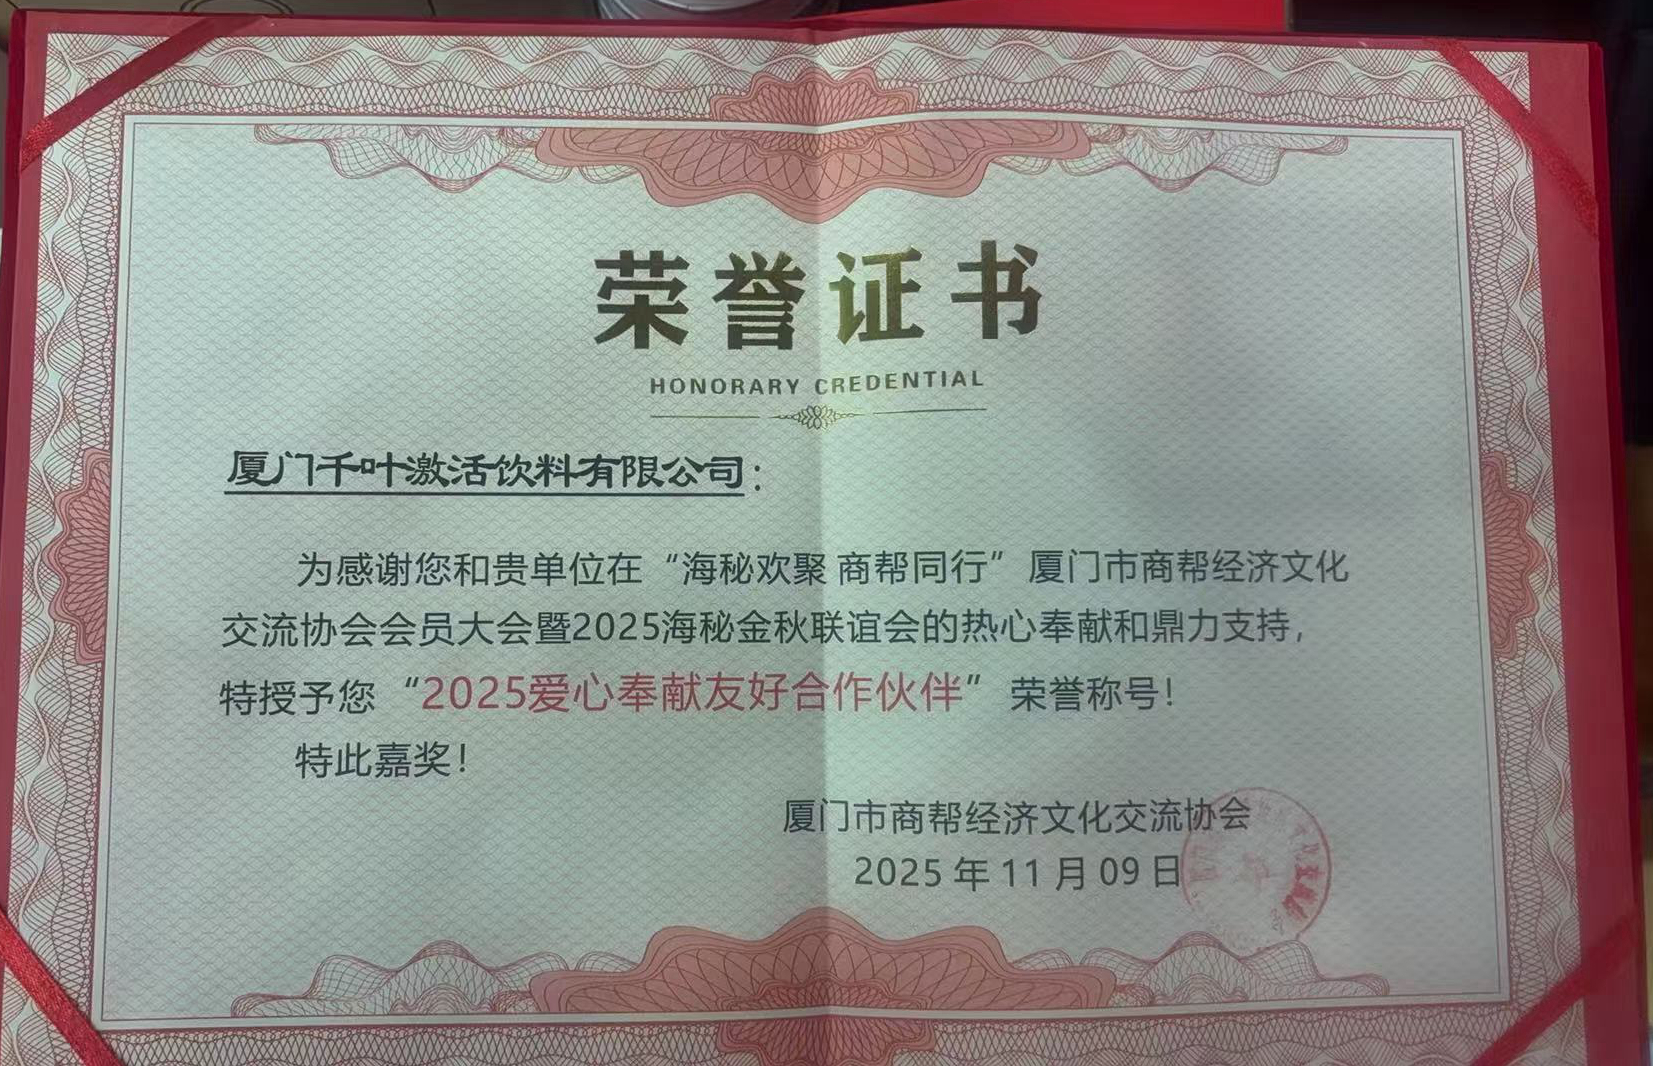 荣誉证书
HONORARY CREDENTIAL
厦门千叶激活饮料有限公司：
为感谢您和贵单位在“海秘欢聚 商帮同行”厦门市商帮经济文化
交流协会会员大会暨2025海秘金秋联谊会的热心奉献和鼎力支持，
特授予您“2025爱心奉献友好合作伙伴”荣誉称号！
特此嘉奖！
厦门市商帮经济文化交流协会
2025年11月09日